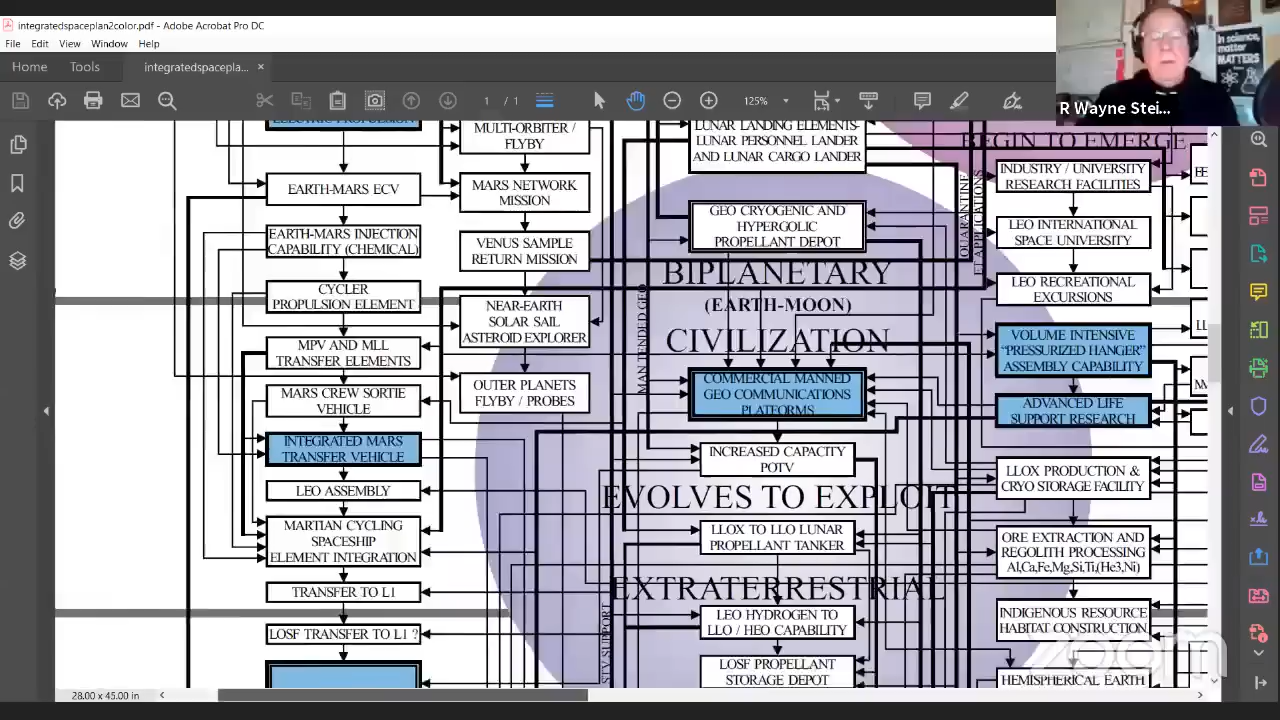 integratedspaceplan2color.pdf - Adobe Acrobat Pro DC
File Edit View Window Help
Home Tools integratedspacepla... ×
1 / 1
125%
R Wayne Stei...
In science,
matter
MATTERS
ELECTRIC PROPULSION
EARTH-MARS ECV
EARTH-MARS INJECTION
CAPABILITY (CHEMICAL)
CYCLER
PROPULSION ELEMENT
MPV AND MLL
TRANSFER ELEMENTS
MARS CREW SORTIE
VEHICLE
INTEGRATED MARS
TRANSFER VEHICLE
LEO ASSEMBLY
MARTIAN CYCLING
SPACESHIP
ELEMENT INTEGRATION
TRANSFER TO L1
LOSF TRANSFER TO L1 ?
MULTI-ORBITER /
FLYBY
MARS NETWORK
MISSION
VENUS SAMPLE
RETURN MISSION
NEAR-EARTH
SOLAR SAIL
ASTEROID EXPLORER
OUTER PLANETS
FLYBY / PROBES
LUNAR LANDING ELEMENTS-
LUNAR PERSONNEL LANDER
AND LUNAR CARGO LANDER
GEO CRYOGENIC AND
HYPERGOLIC
PROPELLANT DEPOT
BIPLANETARY
(EARTH-MOON)
CIVILIZATION
MAN TENDED GEO
COMMERCIAL MANNED
GEO COMMUNICATIONS
PLATFORMS
INCREASED CAPACITY
POTV
EVOLVES TO EXPLOIT
LLOX TO LLO LUNAR
PROPELLANT TANKER
EXTRATERRESTRIAL
LEO HYDROGEN TO
LLO / HEO CAPABILITY
STV SUPPORT
LOSF PROPELLANT
STORAGE DEPOT
BEGIN TO EMERGE
QUARANTINE
ET APPLICATIONS
INDUSTRY / UNIVERSITY
RESEARCH FACILITIES
LEO INTERNATIONAL
SPACE UNIVERSITY
LEO RECREATIONAL
EXCURSIONS
VOLUME INTENSIVE
"PRESSURIZED HANGER"
ASSEMBLY CAPABILITY
ADVANCED LIFE
SUPPORT RESEARCH
LLOX PRODUCTION &
CRYO STORAGE FACILITY
ORE EXTRACTION AND
REGOLITH PROCESSING
Al,Ca,Fe,Mg,Si,Ti,(He3,Ni)
INDIGENOUS RESOURCE
HABITAT CONSTRUCTION
HEMISPHERICAL EARTH
zoom
28.00 x 45.00 in